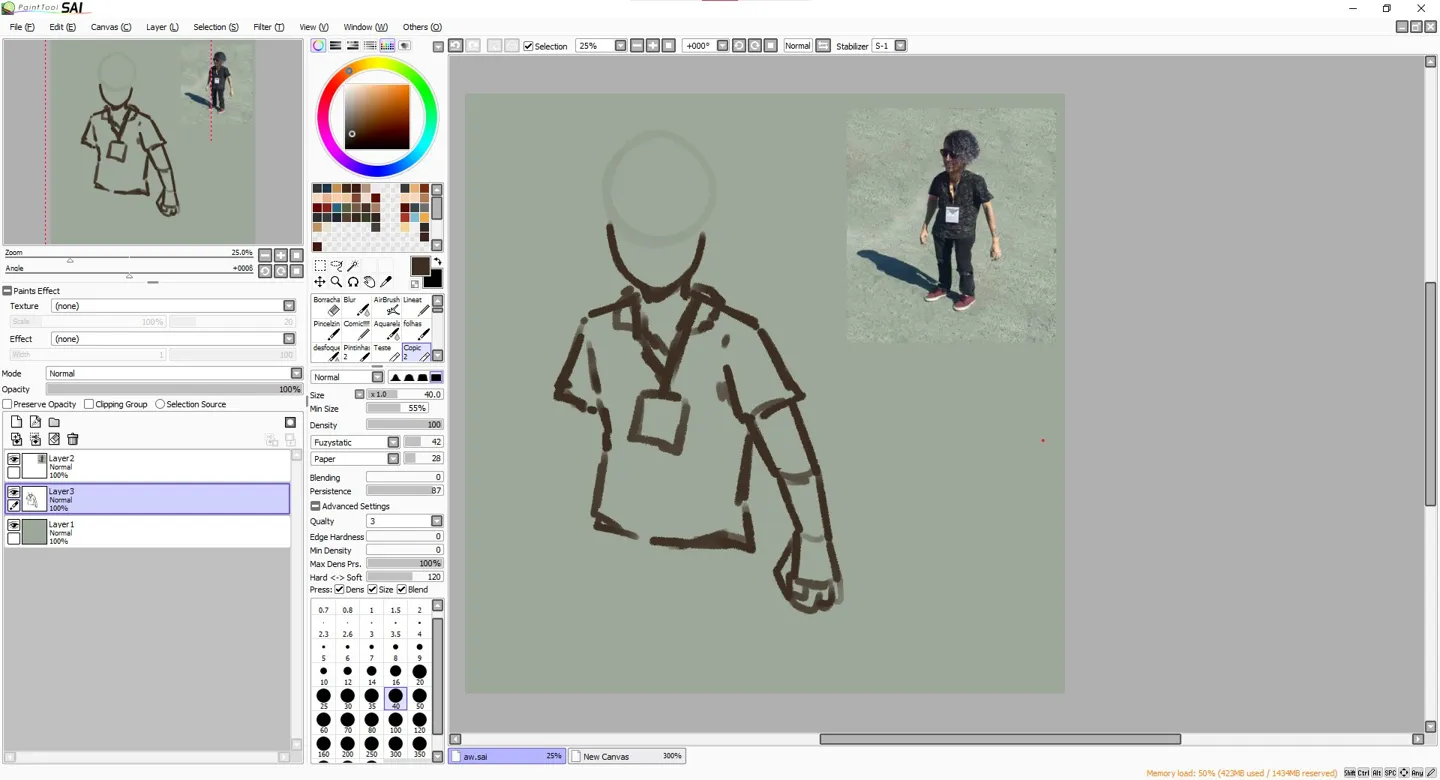 PaintTool SAI
File (F) Edit (E) Canvas (C) Layer (L) Selection (S) Filter (T) View (V) Window (W) Others (O)
Selection 25% +000° Normal Stabilizer S-1
Zoom 25.0%
Angle +0008
Paints Effect
Texture (none)
Scale 100% 20
Effect (none)
Width 1 100
Mode Normal
Opacity 100%
Preserve Opacity Clipping Group Selection Source
Layer2
Normal
100%
Layer3
Normal
100%
Layer1
Normal
100%
Borracha Blur AirBrush Lineat
Pincelzin Comic!!!! Aquarela folhas
desfoque Pintinhas 2 Teste Copic 2
Normal
Size x 1.0 40.0
Min Size 55%
Density 100
Fuzystatic 42
Paper 28
Blending 0
Persistence 87
Advanced Settings
Qualty 3
Edge Hardness 0
Min Density 0
Max Dens Prs. 100%
Hard <-> Soft 120
Press: Dens Size Blend
0.7 0.8 1 1.5 2
2.3 2.6 3 3.5 4
5 6 7 8 9
10 12 14 16 20
25 30 35 40 50
60 70 80 100 120
160 200 250 300 350
aw.sai 25% New Canvas 300%
Memory load: 50% (423MB used / 1434MB reserved) Shift Ctrl Alt SPC Any